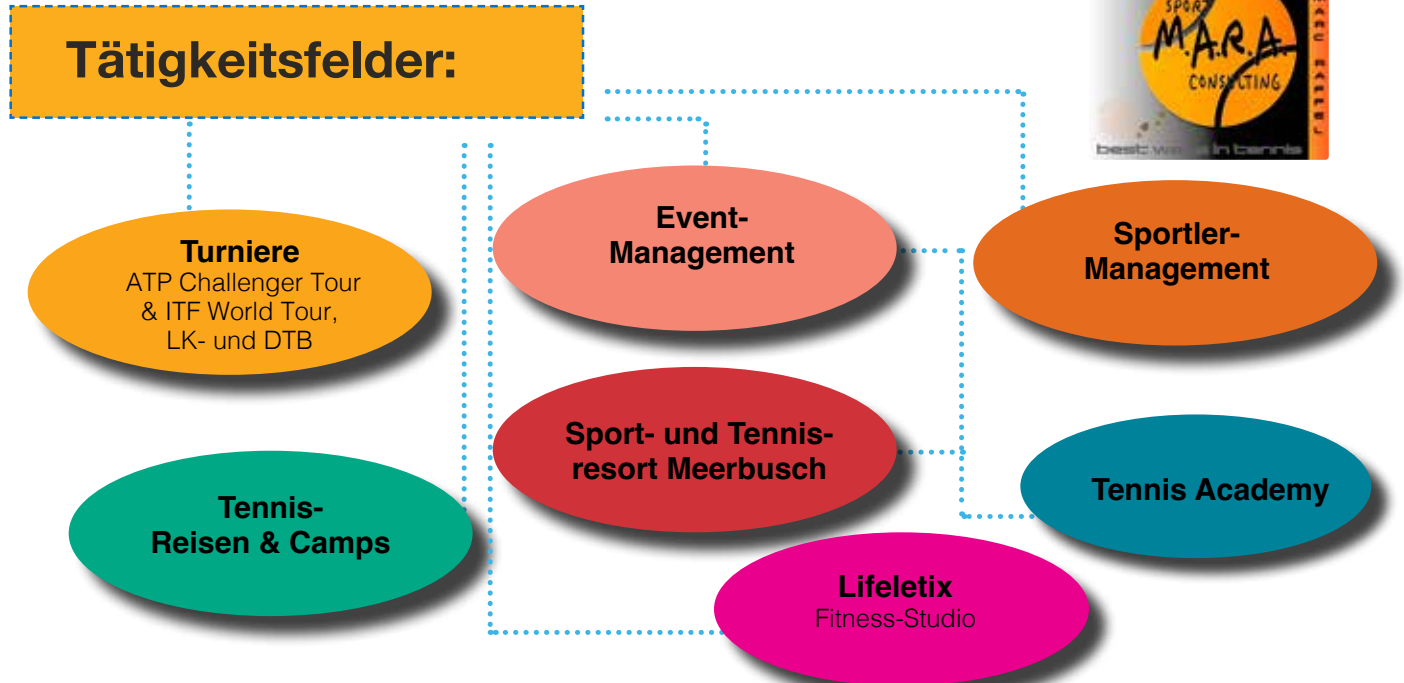 Tätigkeitsfelder:
SPORT
M.A.R.A.
CONSULTING
Turniere
ATP Challenger Tour
& ITF World Tour,
LK- und DTB
Event-
Management
Sportler-
Management
Sport- und Tennis-
resort Meerbusch
Tennis-
Reisen & Camps
Tennis Academy
Lifeletix
Fitness-Studio
best in tennis